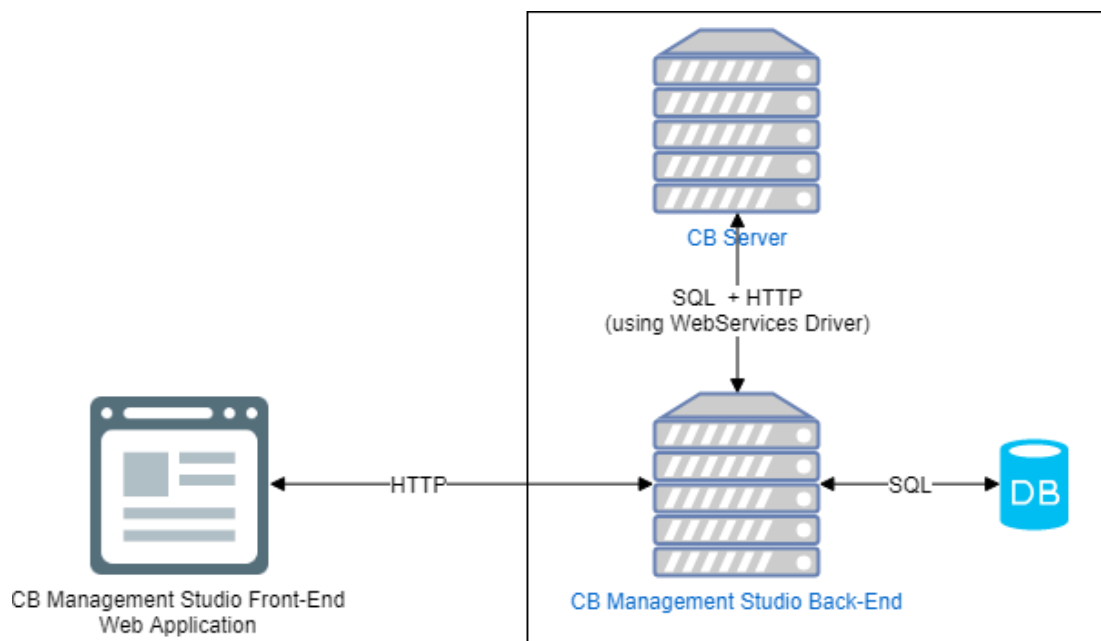 CB Server
SQL + HTTP
(using WebServices Driver)
HTTP
SQL
DB
CB Management Studio Front-End
Web Application
CB Management Studio Back-End